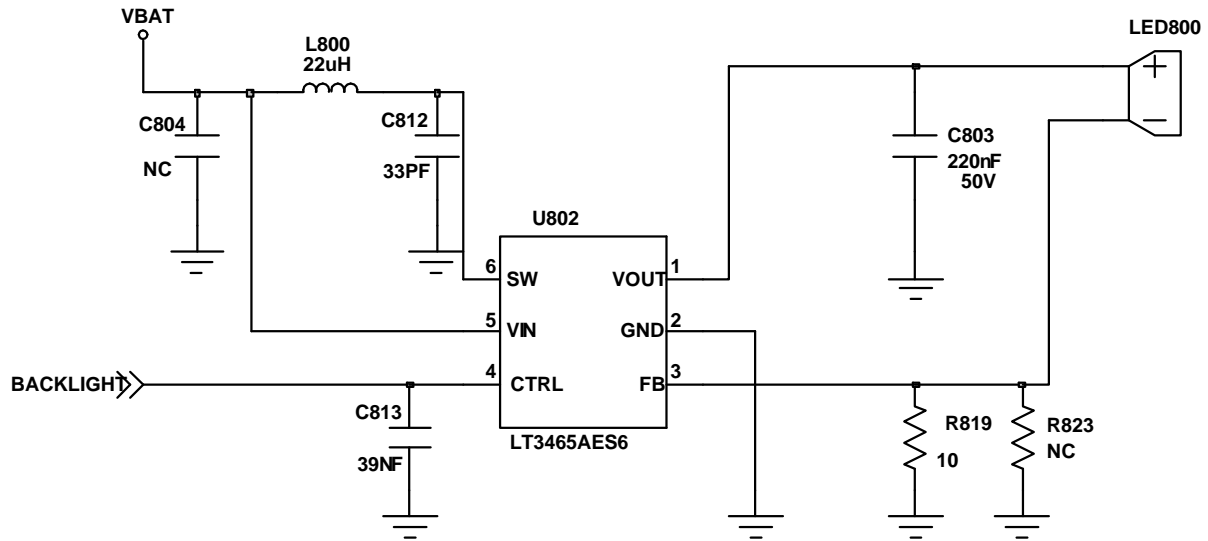 VBAT
L800
22uH
C804
NC
C812
33PF
LED800
+
−
C803
220nF
50V
U802
6
SW
VOUT
1
5
VIN
GND
2
BACKLIGHT
4
CTRL
FB
3
C813
39NF
LT3465AES6
R819
10
R823
NC